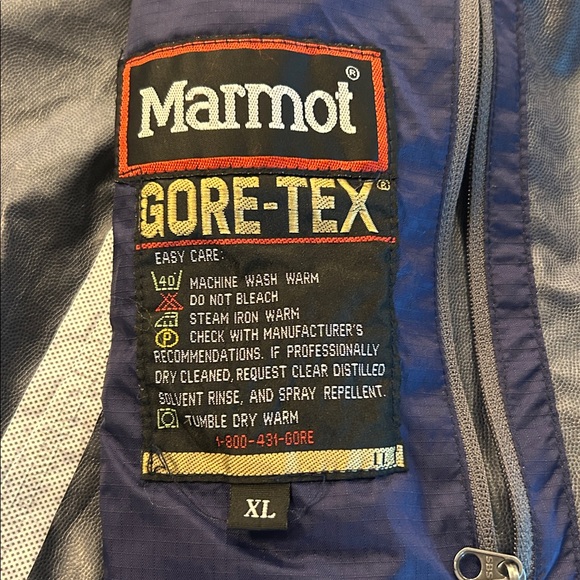 Marmot®
GORE-TEX®
EASY CARE:
40 MACHINE WASH WARM
DO NOT BLEACH
STEAM IRON WARM
P CHECK WITH MANUFACTURER'S
RECOMMENDATIONS. IF PROFESSIONALLY
DRY CLEANED, REQUEST CLEAR DISTILLED
SOLVENT RINSE, AND SPRAY REPELLENT.
TUMBLE DRY WARM
1-800-431-GORE
XL